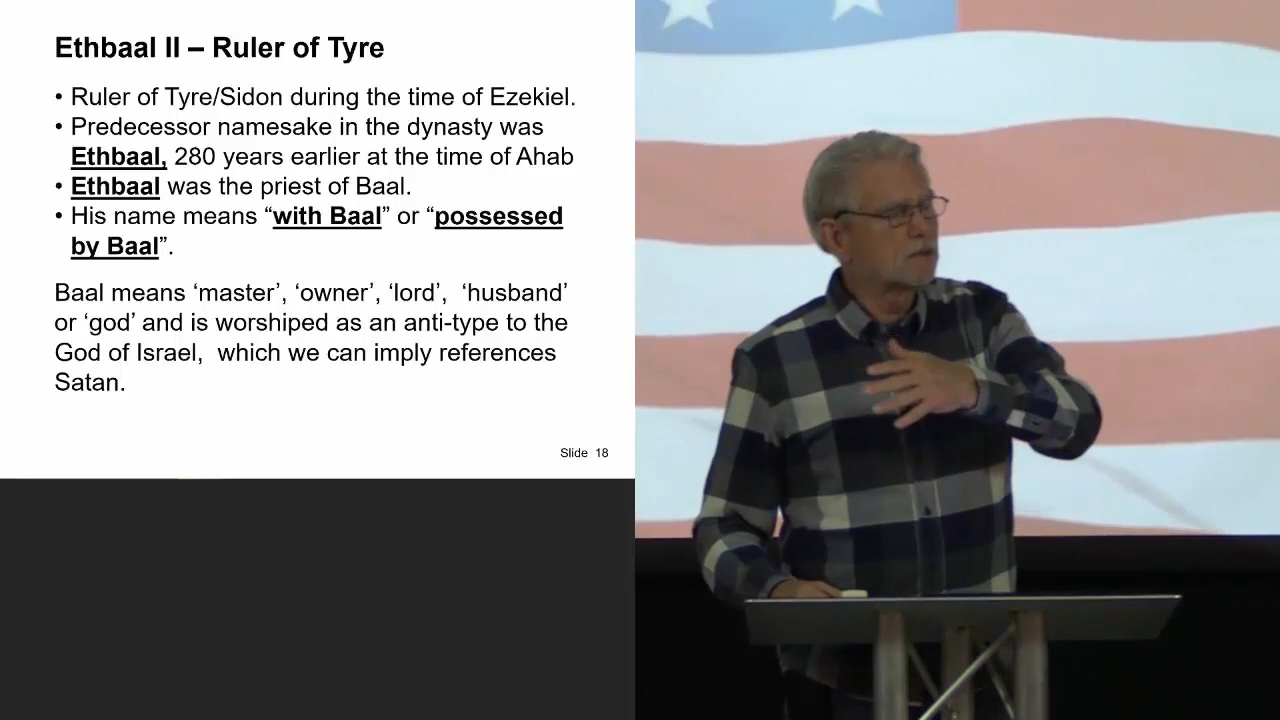 Ethbaal II – Ruler of Tyre
• Ruler of Tyre/Sidon during the time of Ezekiel.
• Predecessor namesake in the dynasty was
Ethbaal, 280 years earlier at the time of Ahab
• Ethbaal was the priest of Baal.
• His name means “with Baal” or “possessed
by Baal”.
Baal means ‘master’, ‘owner’, ‘lord’,  ‘husband’
or ‘god’ and is worshiped as an anti-type to the
God of Israel,  which we can imply references
Satan.
Slide  18